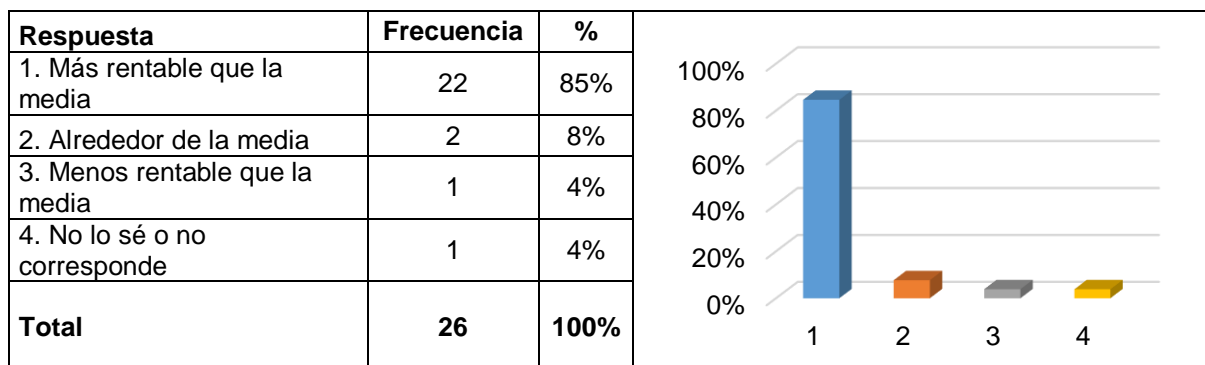 Respuesta Frecuencia %
1. Más rentable que la
media 22 85%
2. Alrededor de la media 2 8%
3. Menos rentable que la
media 1 4%
4. No lo sé o no
corresponde 1 4%
Total 26 100%
100%
80%
60%
40%
20%
0%
1 2 3 4